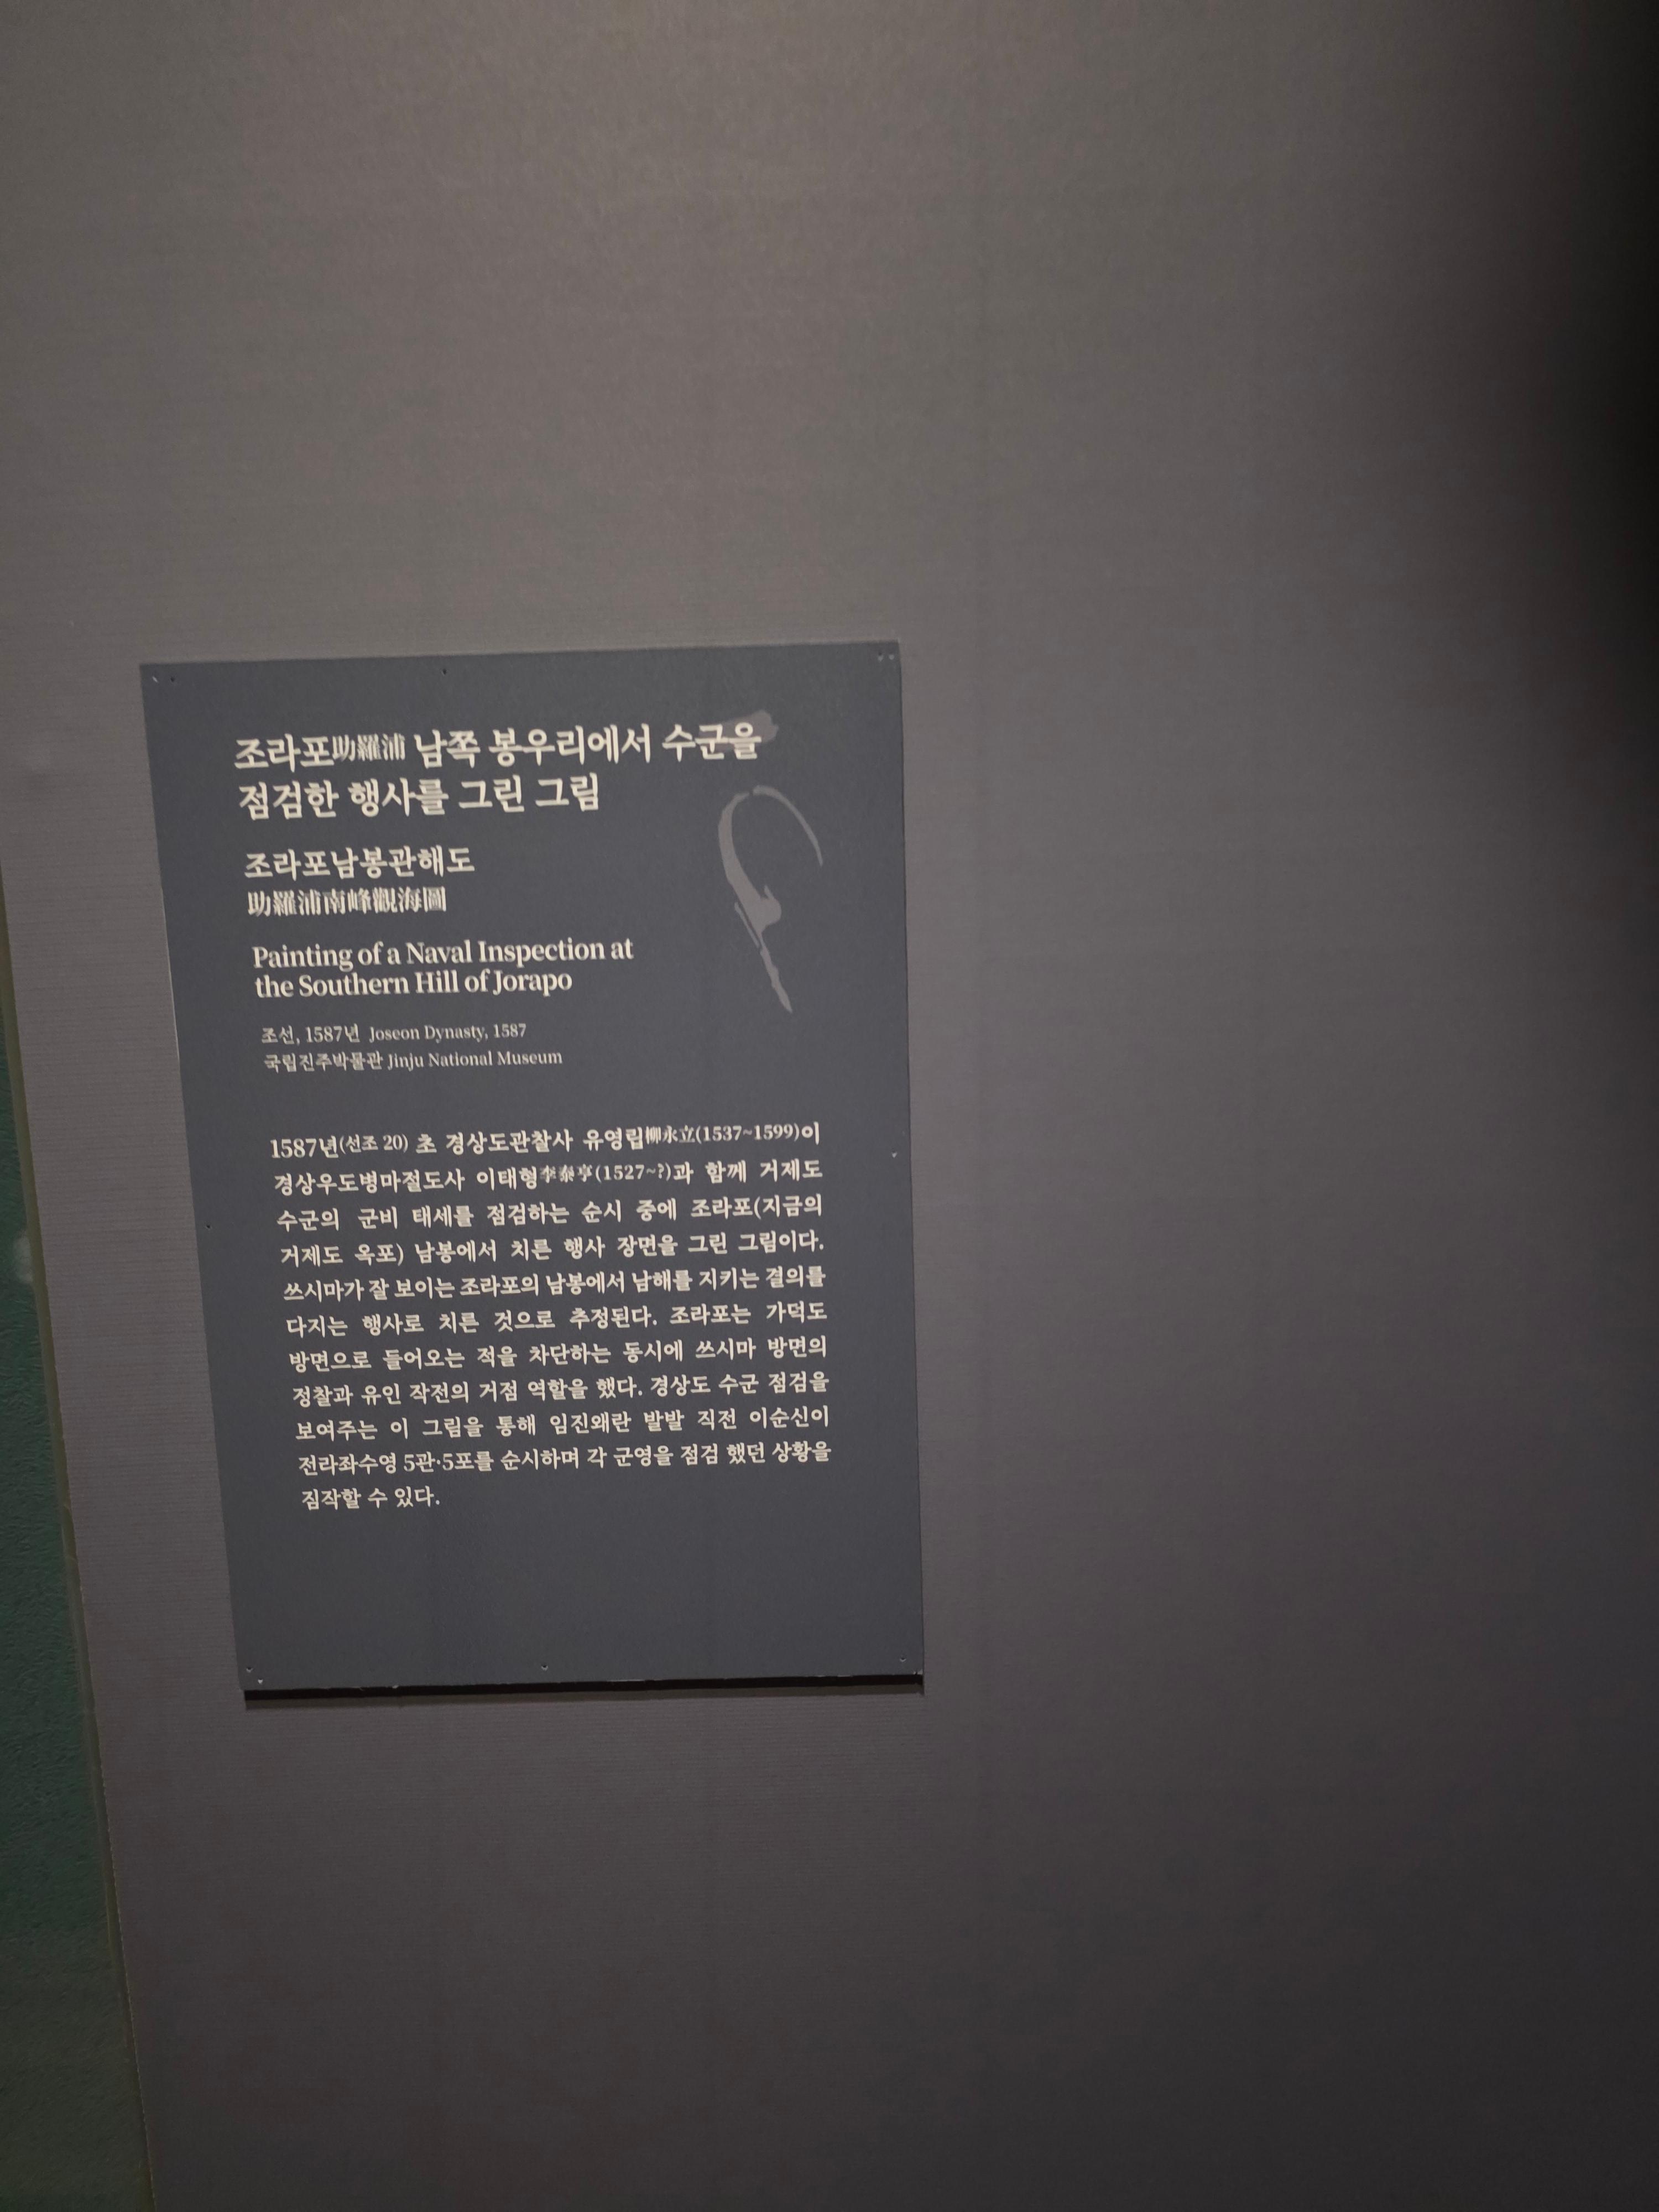 조라포助羅浦 남쪽 봉우리에서 수군을
점검한 행사를 그린 그림
조라포남봉관해도
助羅浦南峰觀海圖
Painting of a Naval Inspection at
the Southern Hill of Jorapo
조선, 1587년 Joseon Dynasty, 1587
국립진주박물관 Jinju National Museum
1587년(선조 20) 초 경상도관찰사 유영립柳永立(1537~1599)이
경상우도병마절도사 이태형李泰亨(1527~?)과 함께 거제도
수군의 군비 태세를 점검하는 순시 중에 조라포(지금의
거제도 옥포) 남봉에서 치른 행사 장면을 그린 그림이다.
쓰시마가 잘 보이는 조라포의 남봉에서 남해를 지키는 결의를
다지는 행사로 치른 것으로 추정된다. 조라포는 가덕도
방면으로 들어오는 적을 차단하는 동시에 쓰시마 방면의
정찰과 유인 작전의 거점 역할을 했다. 경상도 수군 점검을
보여주는 이 그림을 통해 임진왜란 발발 직전 이순신이
전라좌수영 5관·5포를 순시하며 각 군영을 점검 했던 상황을
짐작할 수 있다.